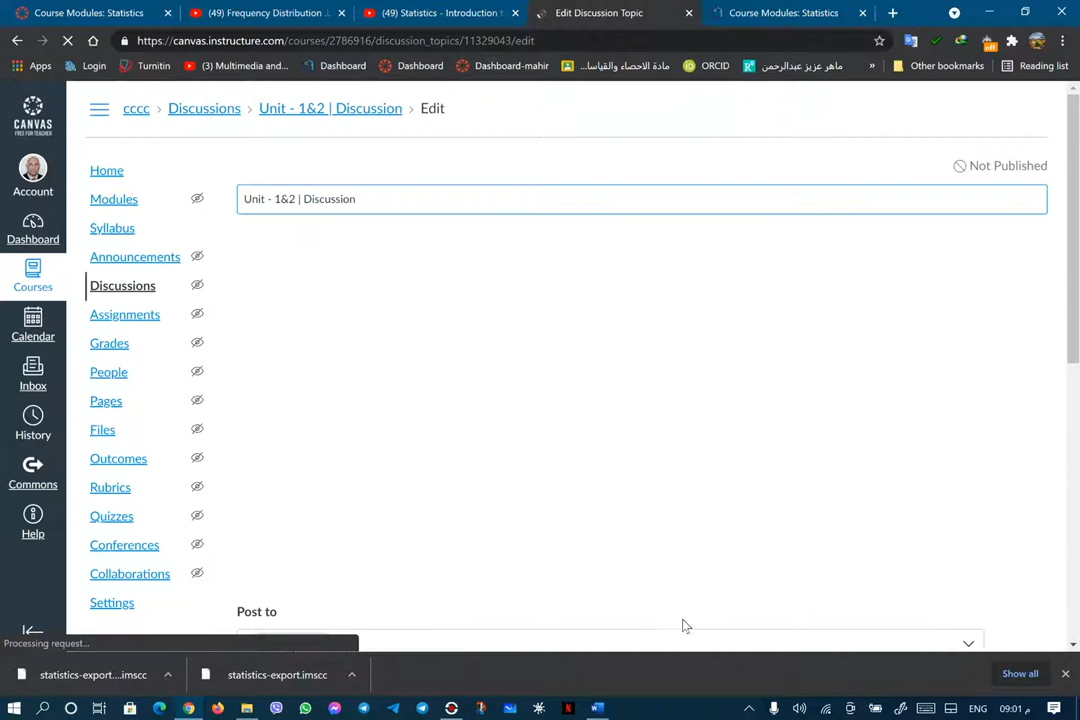 Course Modules: Statistics
(49) Frequency Distribution
(49) Statistics - Introduction t
Edit Discussion Topic
Course Modules: Statistics
https://canvas.instructure.com/courses/2786916/discussion_topics/11329043/edit
Apps
Login
Turnitin
(3) Multimedia and...
Dashboard
Dashboard
Dashboard-mahir
مادة الاحصاء والقياسا...
ORCID
ماهر عزيز عبدالرحمن
»
Other bookmarks
Reading list
CANVAS
FREE FOR TEACHER
cccc > Discussions > Unit - 1&2 | Discussion > Edit
Not Published
Unit - 1&2 | Discussion
Account
Dashboard
Courses
Calendar
Inbox
History
Commons
Help
Home
Modules
Syllabus
Announcements
Discussions
Assignments
Grades
People
Pages
Files
Outcomes
Rubrics
Quizzes
Conferences
Collaborations
Settings
Post to
Processing request...
statistics-export....imscc
statistics-export.imscc
Show all
ENG
09:01 م